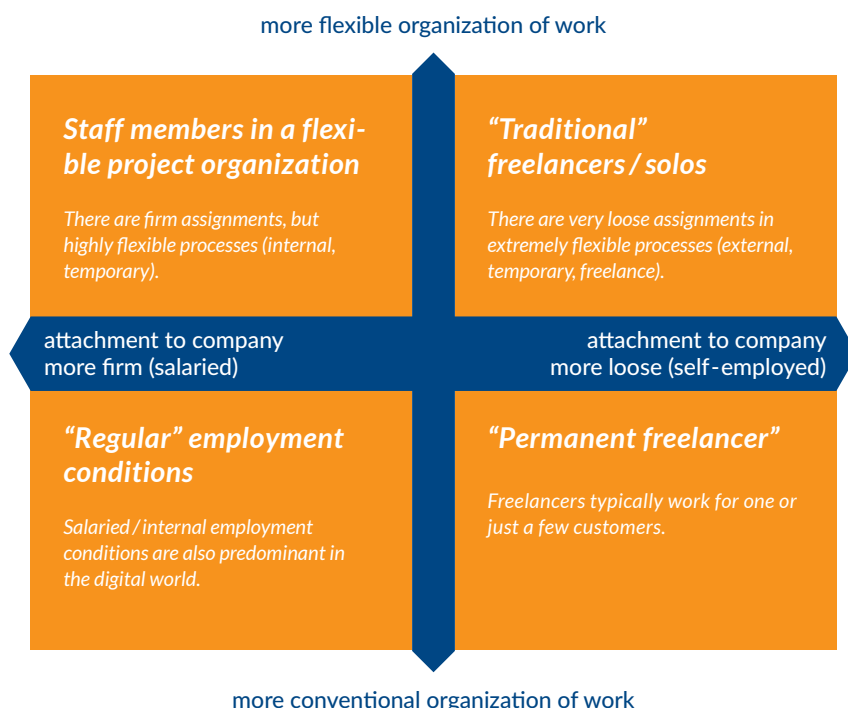 more flexible organization of work
Staff members in a flexi-
ble project organization
There are firm assignments, but
highly flexible processes (internal,
temporary).
“Traditional”
freelancers / solos
There are very loose assignments in
extremely flexible processes (external,
temporary, freelance).
attachment to company
more firm (salaried)
attachment to company
more loose (self-employed)
“Regular” employment
conditions
Salaried / internal employment
conditions are also predominant in
the digital world.
“Permanent freelancer”
Freelancers typically work for one or
just a few customers.
more conventional organization of work